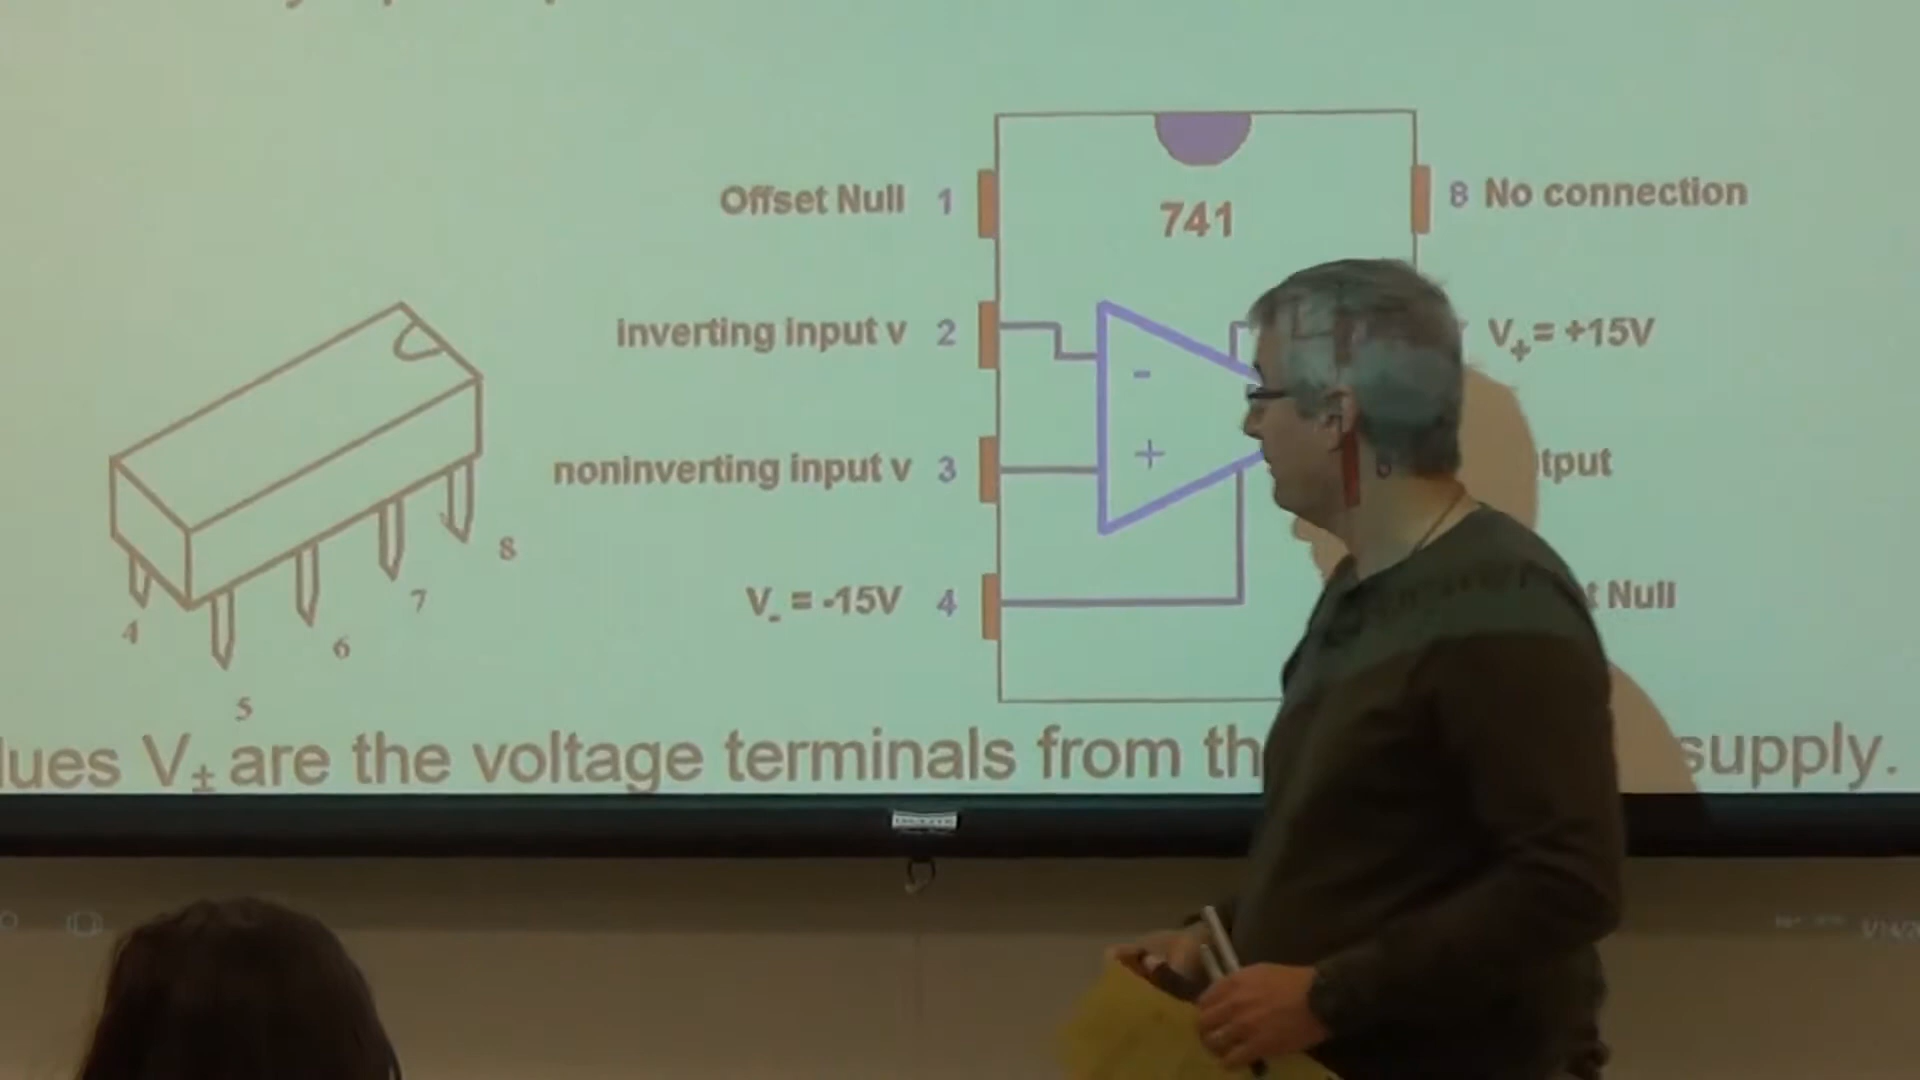 Offset Null 1
741
8 No connection
inverting input v 2
-
V+ = +15V
noninverting input v 3
+
tput
V- = -15V 4
t Null
4
5
6
7
8
lues V± are the voltage terminals from th supply.